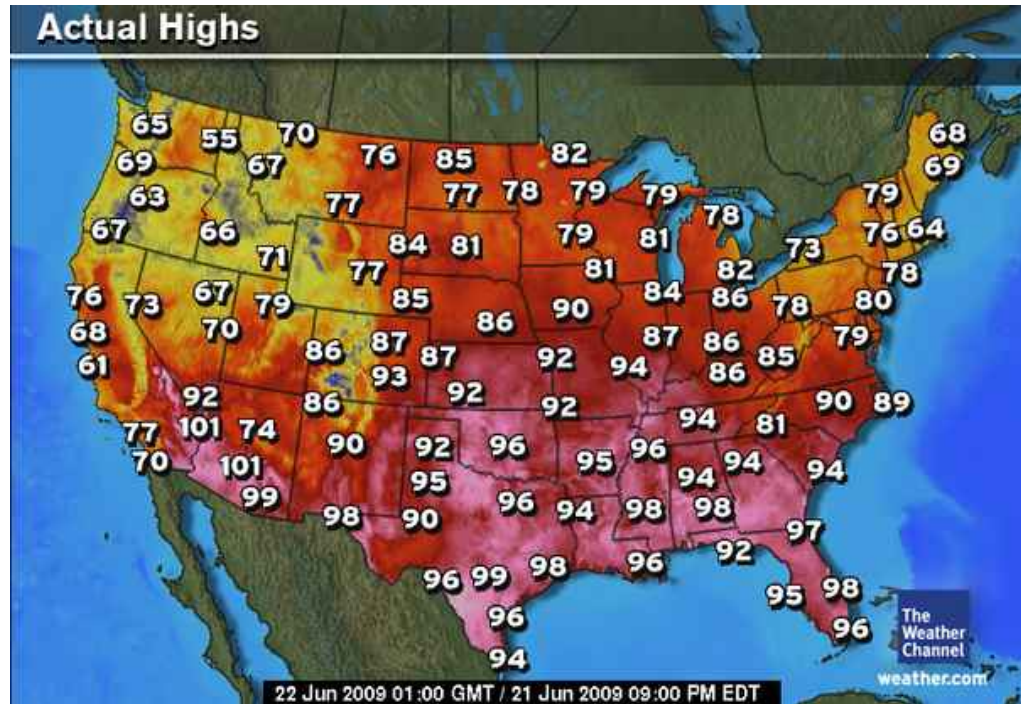 Actual Highs
65 55 70 76 85 82 68
69 67 77 78 79 79 69
63 77 78 79
67 66 84 81 79 81 73 76 64
71 77 81 82 78
76 73 67 79 85 90 84 86 78 80
68 70 86 87 86 87 86 79
61 93 87 92 94 86 85
92 86 92 92 94 90 89
77 101 74 90 92 96 96 81
70 101 95 95 94 94 94
99 98 90 96 94 98 98 97
96 99 98 96 92
96 95 98
94 96
The
Weather
Channel
weather.com
22 Jun 2009 01:00 GMT / 21 Jun 2009 09:00 PM EDT